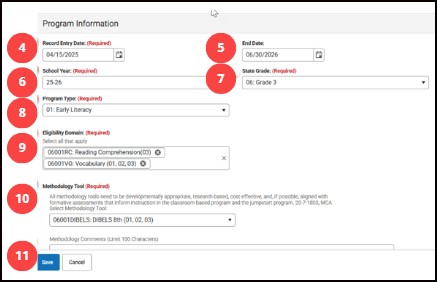 Program Information
4 Record Entry Date: (Required) 5 End Date:
04/15/2025 06/30/2026
6 School Year: (Required) 7 State Grade: (Required)
25-26 06: Grade 3
8 Program Type: (Required)
01: Early Literacy
9 Eligibility Domain: (Required)
Select all that apply
06001RC: Reading Comprehension(03)
06001VO: Vocabulary (01, 02, 03)
10 Methodology Tool (Required)
All methodology tools need to be developmentally appropriate, research-based, cost effective, and, if possible, aligned with
formative assessments that inform instruction in the classroom based program and the jumpstart program. 20-7-1803, MCA
Select Methodology Tool:
06001DIBELS: DIBELS 8th (01, 02, 03)
Methodology Comments (Limit 100 Characters)
11 Save Cancel